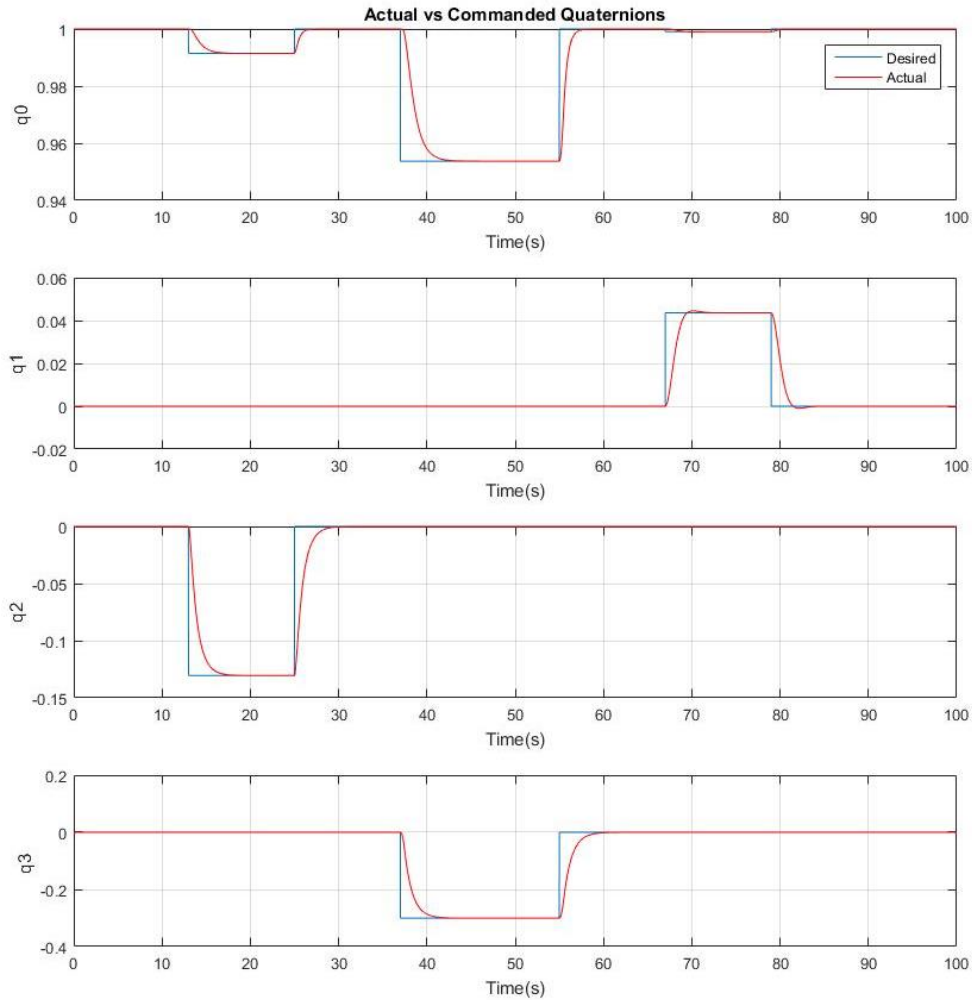 Actual vs Commanded Quaternions
1
0.98
0.96
0.94
q0
Desired
Actual
0 10 20 30 40 50 60 70 80 90 100
Time(s)
0.06
0.04
0.02
0
-0.02
q1
0 10 20 30 40 50 60 70 80 90 100
Time(s)
0
-0.05
-0.1
-0.15
q2
0 10 20 30 40 50 60 70 80 90 100
Time(s)
0.2
0
-0.2
-0.4
q3
0 10 20 30 40 50 60 70 80 90 100
Time(s)